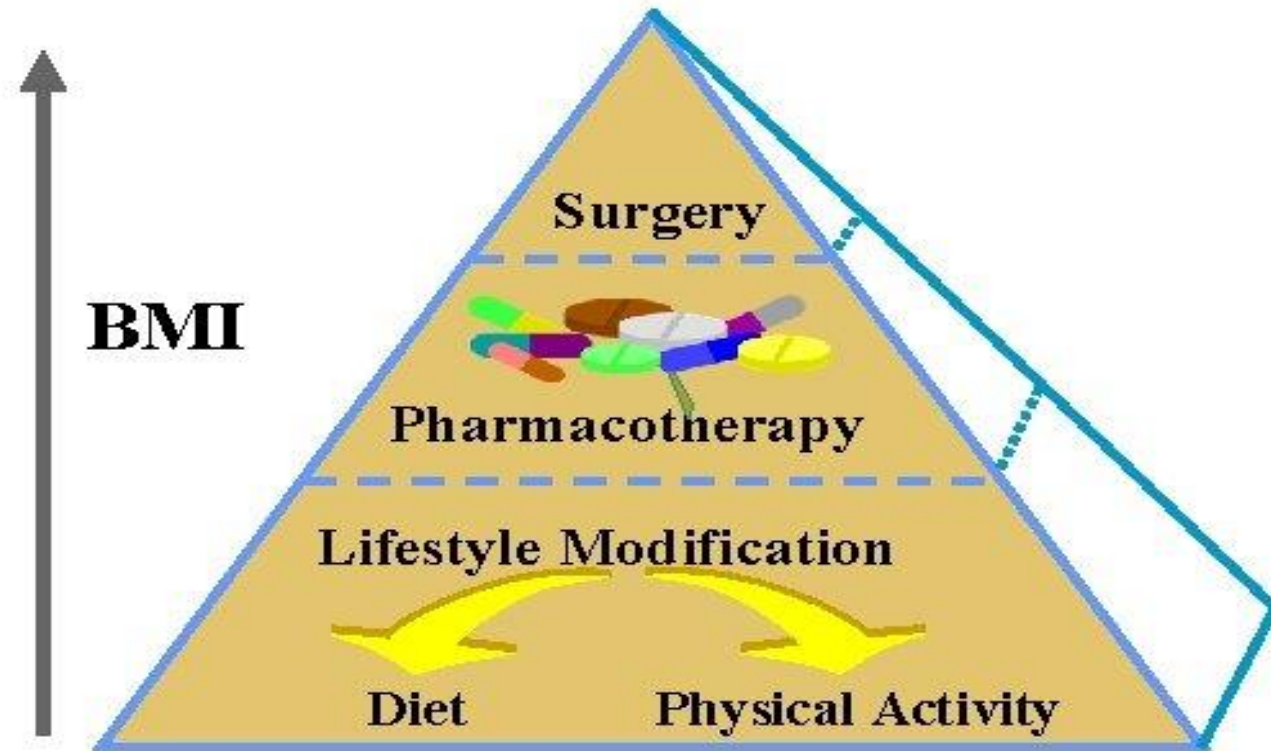 Surgery
BMI
Pharmacotherapy
Lifestyle Modification
Diet Physical Activity